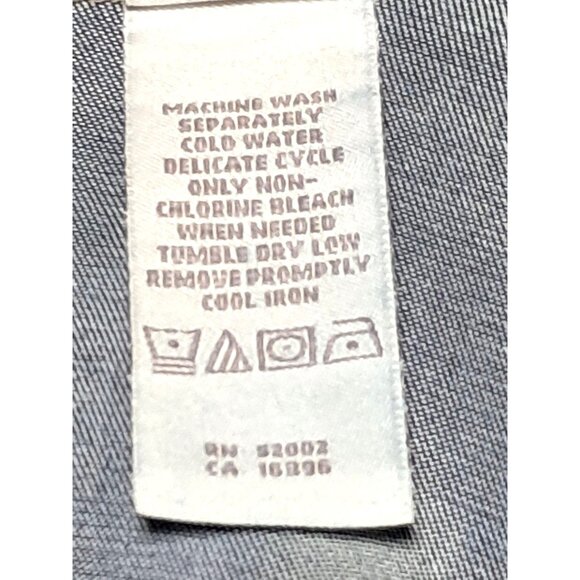 MACHINE WASH
SEPARATELY
COLD WATER
DELICATE CYCLE
ONLY NON-
CHLORINE BLEACH
WHEN NEEDED
TUMBLE DRY LOW
REMOVE PROMPTLY
COOL IRON
RN 52002
CA 16896